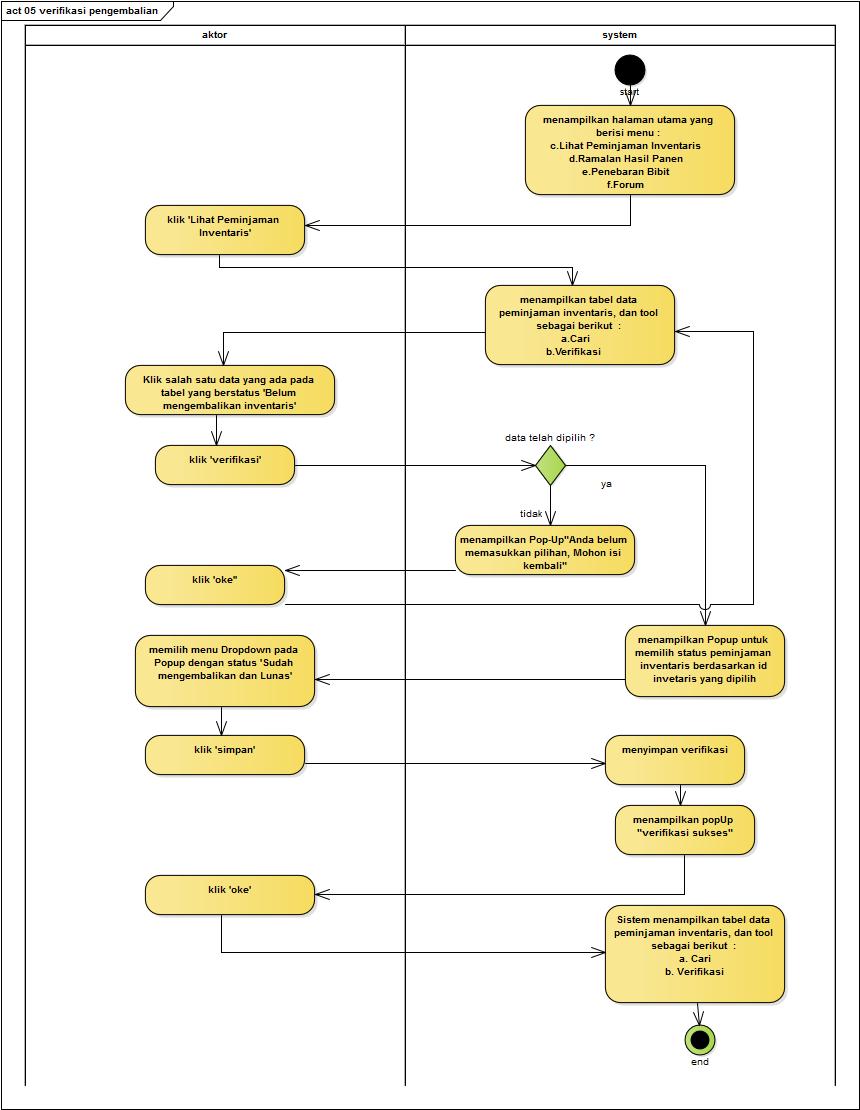 act 05 verifikasi pengembalian
aktor
system
start
menampilkan halaman utama yang
berisi menu :
c.Lihat Peminjaman Inventaris
d.Ramalan Hasil Panen
e.Penebaran Bibit
f.Forum
klik 'Lihat Peminjaman
Inventaris'
menampilkan tabel data
peminjaman inventaris, dan tool
sebagai berikut :
a.Cari
b.Verifikasi
Klik salah satu data yang ada pada
tabel yang berstatus 'Belum
mengembalikan inventaris'
klik 'verifikasi'
data telah dipilih ?
ya
tidak
menampilkan Pop-Up"Anda belum
memasukkan pilihan, Mohon isi
kembali"
klik 'oke"
menampilkan Popup untuk
memilih status peminjaman
inventaris berdasarkan id
invetaris yang dipilih
memilih menu Dropdown pada
Popup dengan status 'Sudah
mengembalikan dan Lunas'
klik 'simpan'
menyimpan verifikasi
menampilkan popUp
"verifikasi sukses"
klik 'oke'
Sistem menampilkan tabel data
peminjaman inventaris, dan tool
sebagai berikut :
a. Cari
b. Verifikasi
end